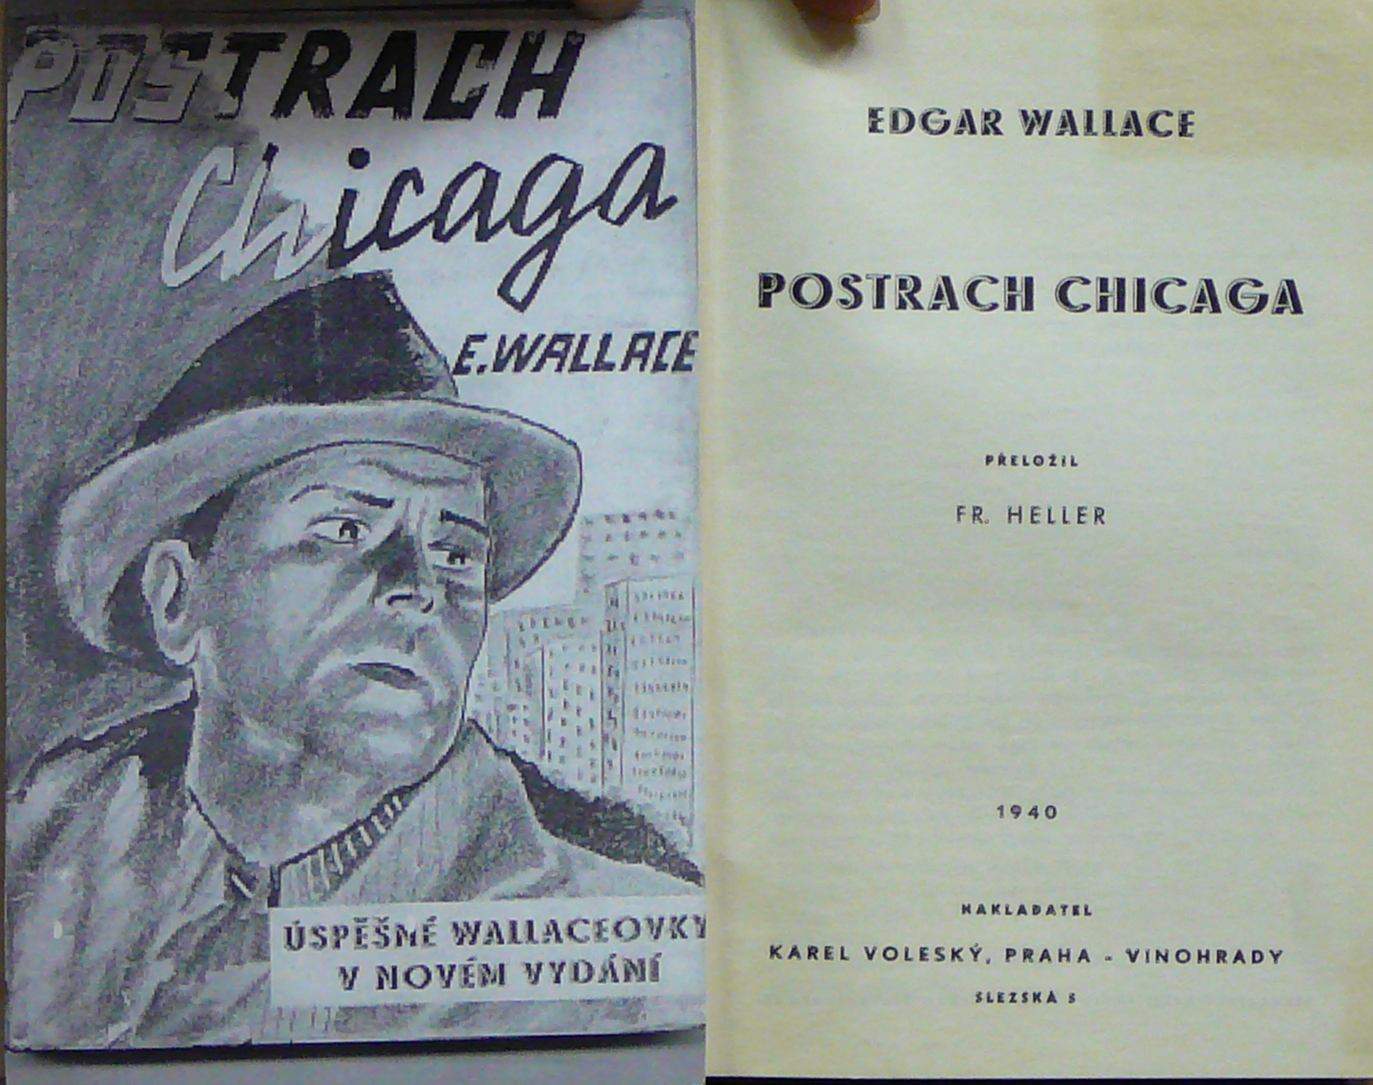 POSTRACH
Chicaga
E. WALLACE
ÚSPĚŠNÉ WALLACEOVKY
V NOVÉM VYDÁNÍ
EDGAR WALLACE
POSTRACH CHICAGA
PŘELOŽIL
FR. HELLER
1940
NAKLADATEL
KAREL VOLESKÝ, PRAHA - VINOHRADY
SLEZSKÁ 5